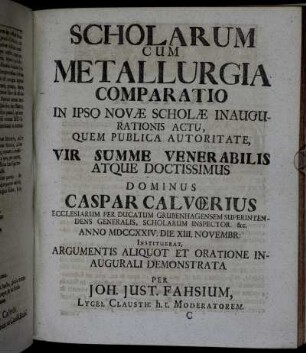 SCHOLARUM
CUM
METALLURGIA
COMPARATIO
IN IPSO NOVÆ SCHOLÆ INAUGU-
RATIONIS ACTU,
QUEM PUBLICA AUTORITATE,
VIR SUMME VENERABILIS
ATQUE DOCTISSIMUS
DOMINUS
CASPAR CALVŒRIUS
ECCLESIARUM PER DUCATUM GRUBENHAGENSEM SUPERINTEN-
DENS GENERALIS, SCHOLARUM INSPECTOR &c.
ANNO MDCCXXIV. DIE XIII. NOVEMBR.
INSTITUERAT,
ARGUMENTIS ALIQUOT ET ORATIONE IN-
AUGURALI DEMONSTRATA
PER
JOH. JUST. FAHSIUM,
LYCEI CLAUSTH: h. t. MODERATOREM.
C